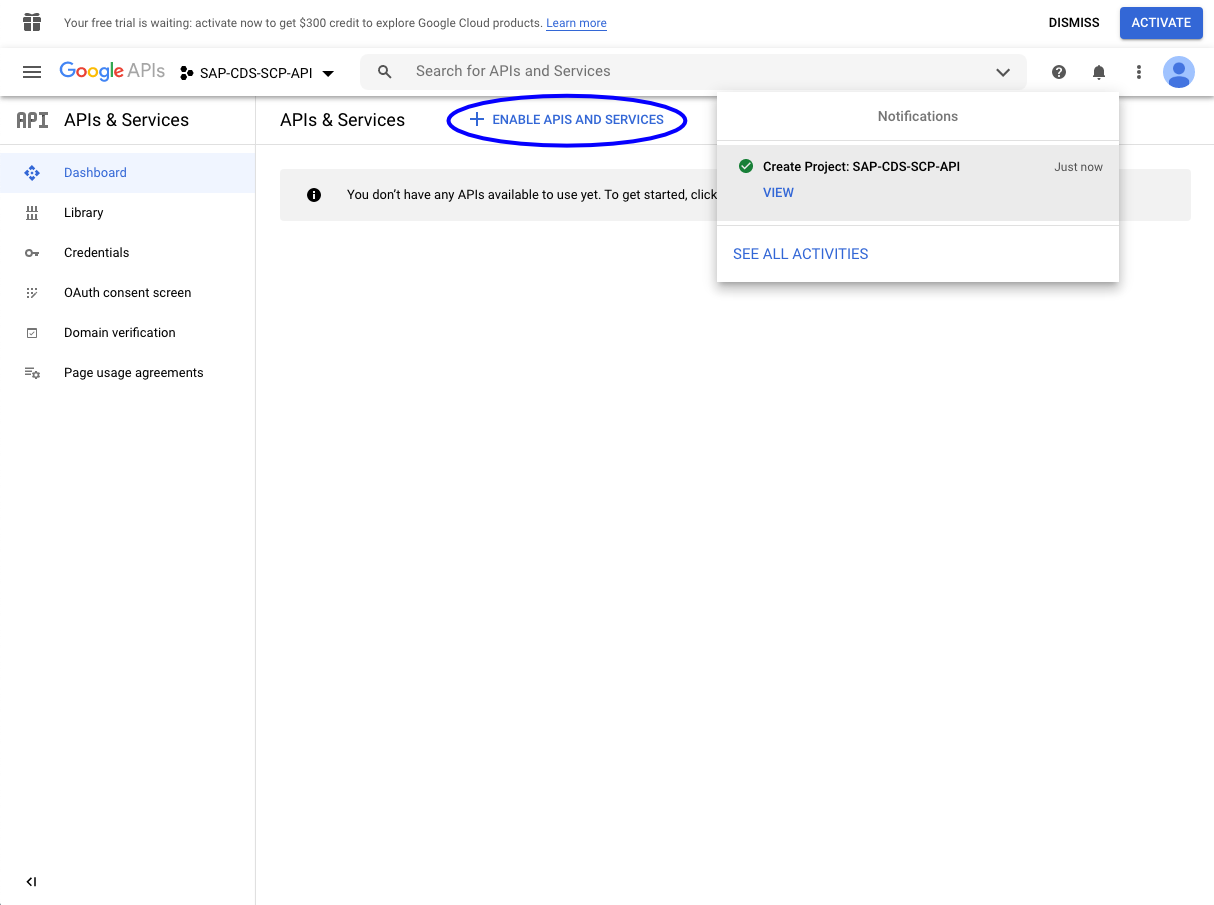 Your free trial is waiting: activate now to get $300 credit to explore Google Cloud products. Learn more
DISMISS
ACTIVATE
Google APIs
SAP-CDS-SCP-API
Search for APIs and Services
API
APIs & Services
APIs & Services
ENABLE APIS AND SERVICES
Notifications
Create Project: SAP-CDS-SCP-API
Just now
VIEW
SEE ALL ACTIVITIES
You don't have any APIs available to use yet. To get started, click
Dashboard
Library
Credentials
OAuth consent screen
Domain verification
Page usage agreements